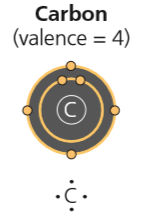 Carbon
(valence = 4)
C
C